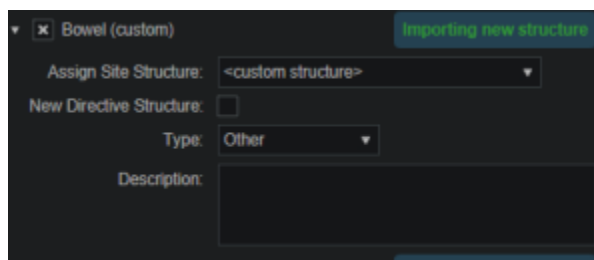 Bowel (custom) Importing new structure
Assign Site Structure: <custom structure>
New Directive Structure:
Type: Other
Description: